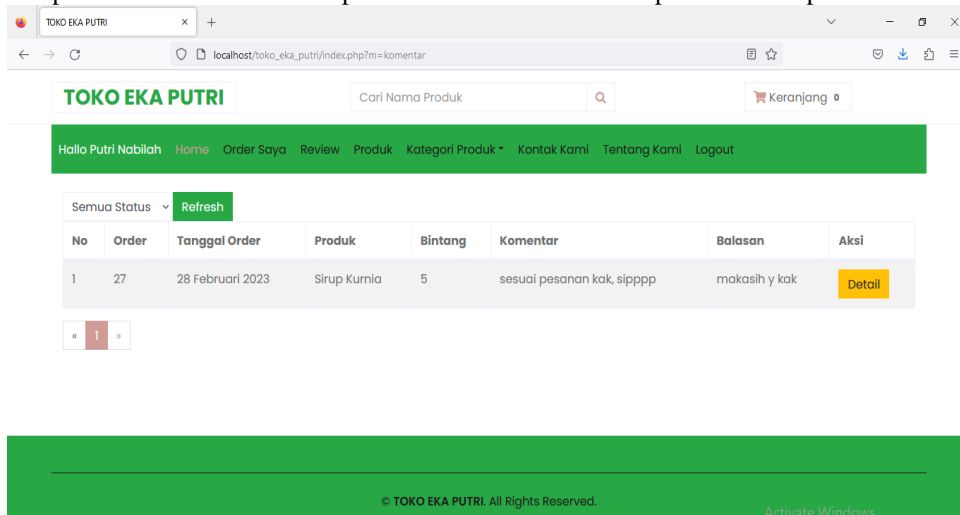 TOKO EKA PUTRI
localhost/toko_eka_putri/index.php?m=komentar
TOKO EKA PUTRI Cari Nama Produk Keranjang 0
Hallo Putri Nabilah Home Order Saya Review Produk Kategori Produk Kontak Kami Tentang Kami Logout
Semua Status Refresh
No Order Tanggal Order Produk Bintang Komentar Balasan Aksi
1 27 28 Februari 2023 Sirup Kurnia 5 sesuai pesanan kak, sipppp makasih y kak Detail
« 1 »
© TOKO EKA PUTRI. All Rights Reserved.
Activate Windows